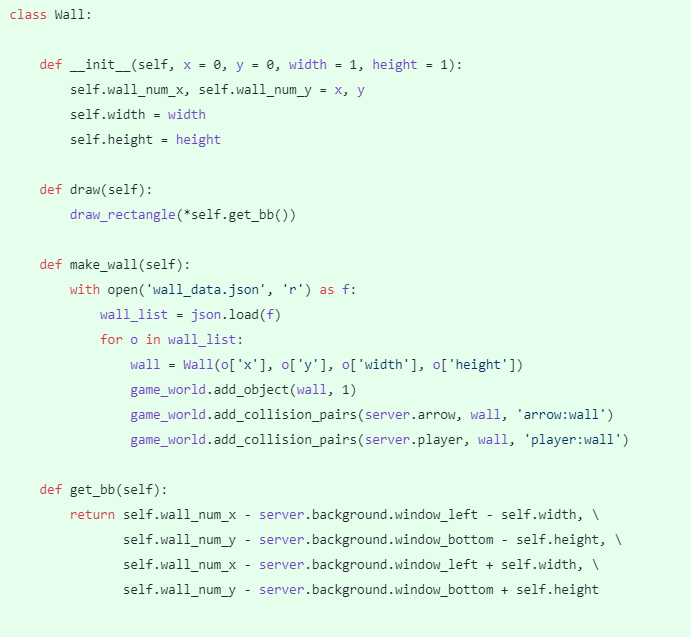 class Wall:
def __init__(self, x = 0, y = 0, width = 1, height = 1):
self.wall_num_x, self.wall_num_y = x, y
self.width = width
self.height = height
def draw(self):
draw_rectangle(*self.get_bb())
def make_wall(self):
with open('wall_data.json', 'r') as f:
wall_list = json.load(f)
for o in wall_list:
wall = Wall(o['x'], o['y'], o['width'], o['height'])
game_world.add_object(wall, 1)
game_world.add_collision_pairs(server.arrow, wall, 'arrow:wall')
game_world.add_collision_pairs(server.player, wall, 'player:wall')
def get_bb(self):
return self.wall_num_x - server.background.window_left - self.width, \
self.wall_num_y - server.background.window_bottom - self.height, \
self.wall_num_x - server.background.window_left + self.width, \
self.wall_num_y - server.background.window_bottom + self.height